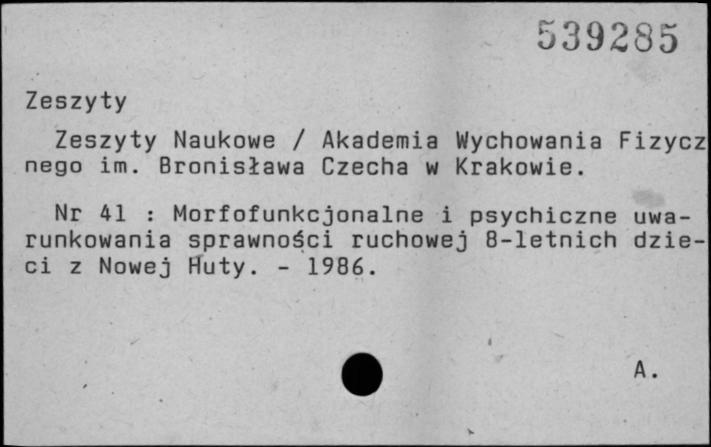 539285
Zeszyty
Zeszyty Naukowe / Akademia Wychowania Fizycz
nego im. Bronisława Czecha w Krakowie.
Nr 41 : Morfofunkcjonalne i psychiczne uwa-
runkowania sprawności ruchowej 8-letnich dzie-
ci z Nowej Huty. - 1986.
A.